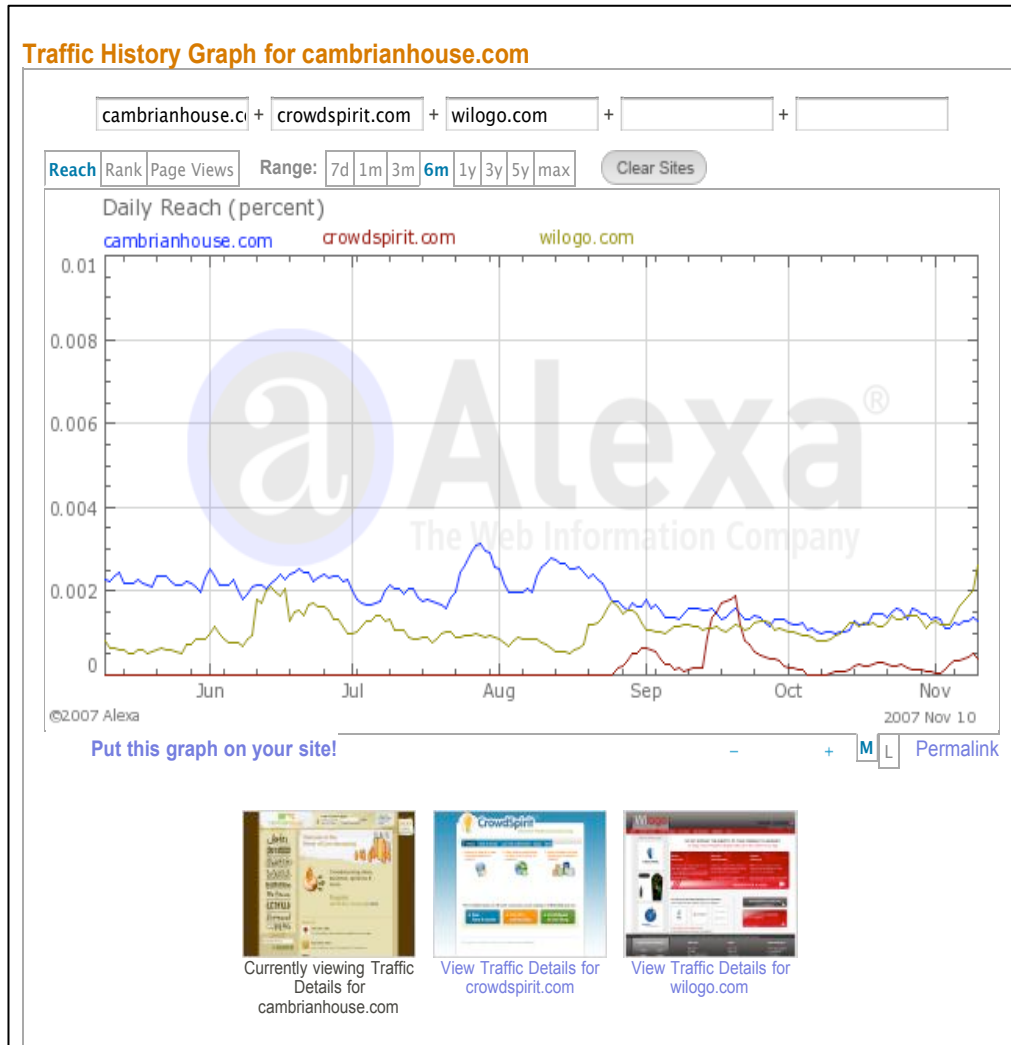 Traffic History Graph for cambrianhouse.com
cambrianhouse.c + crowdspirit.com + wilogo.com + +
Reach Rank Page Views Range: 7d 1m 3m 6m 1y 3y 5y max Clear Sites
Daily Reach (percent)
cambrianhouse.com crowdspirit.com wilogo.com
0.01
0.008
0.006
0.004
0.002
0
a Alexa®
The Web Information Company
Jun Jul Aug Sep Oct Nov
©2007 Alexa 2007 Nov 10
Put this graph on your site! − + M L Permalink
CrowdSpirit
Wilogo
Currently viewing Traffic Details for cambrianhouse.com
View Traffic Details for crowdspirit.com
View Traffic Details for wilogo.com